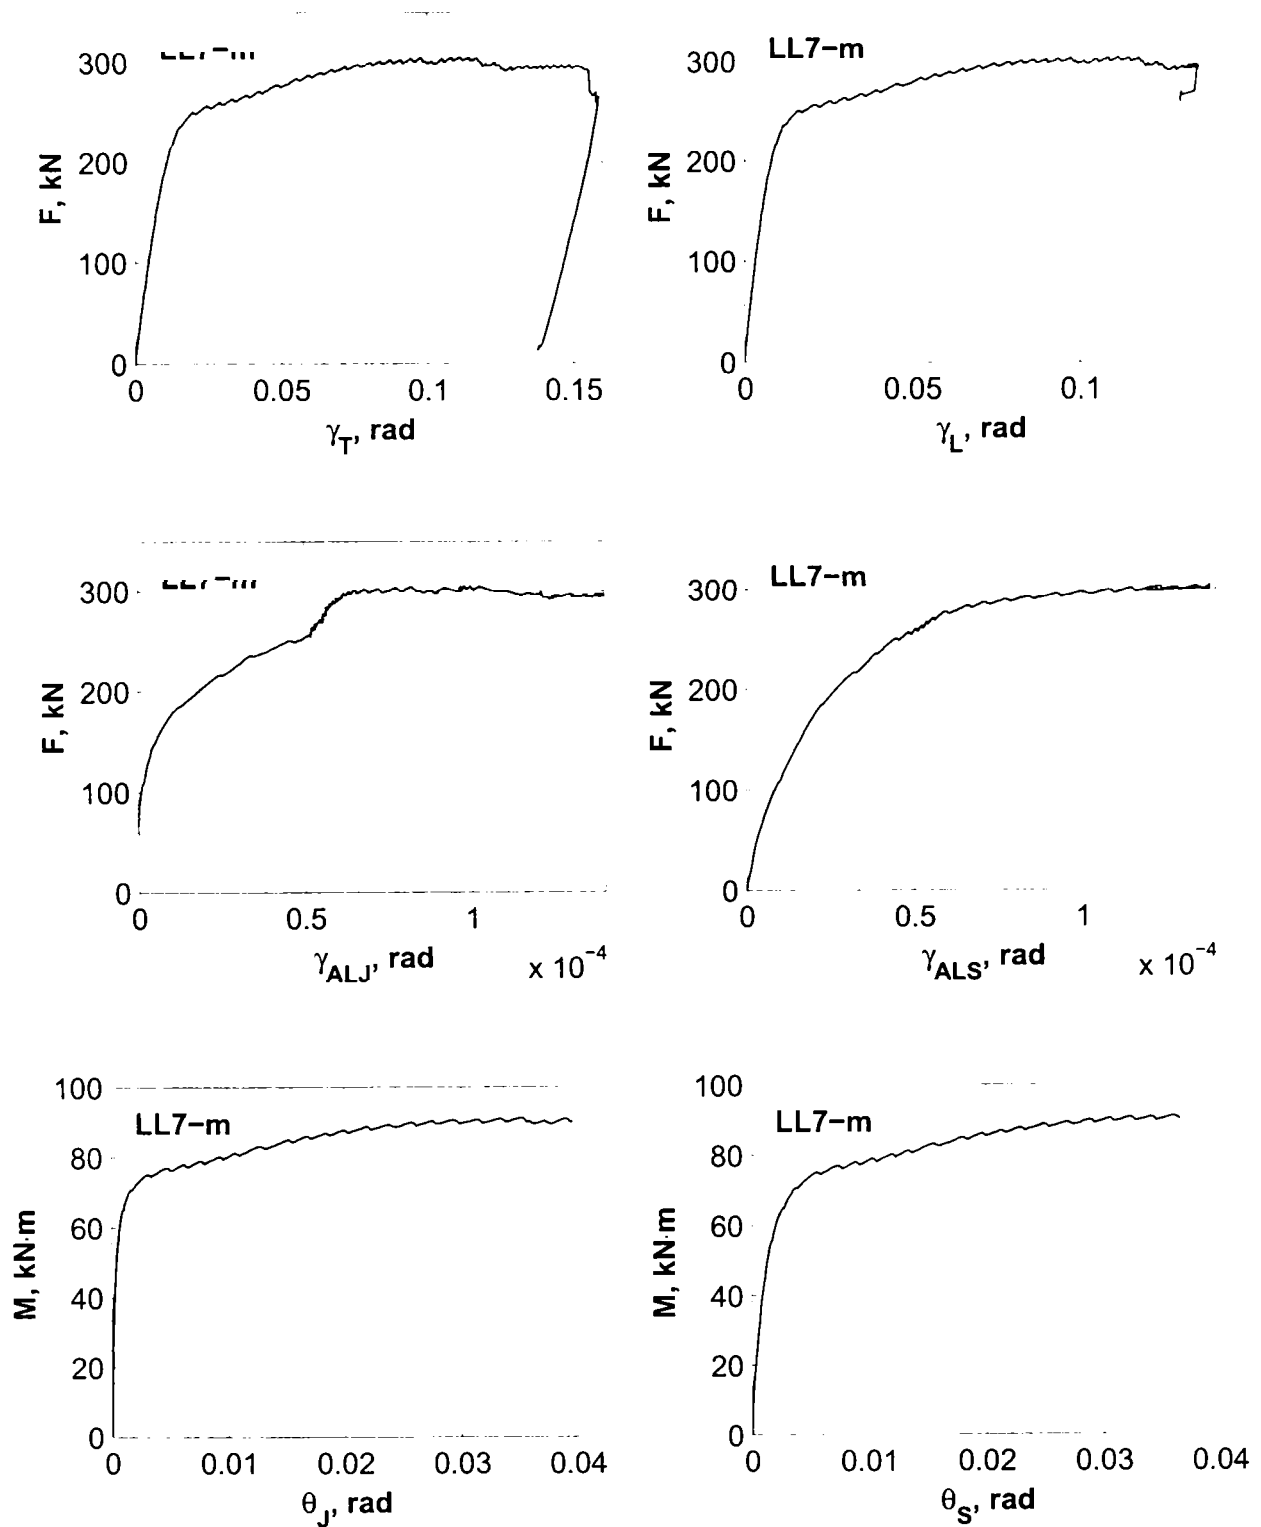 LL7−m
300
200
100
0
F, kN
0 0.05 0.1 0.15
γT, rad
LL7−m
300
200
100
0
F, kN
0 0.05 0.1
γL, rad
LL7−m
300
200
100
0
F, kN
0 0.5 1
γALJ, rad
x 10−4
LL7−m
300
200
100
0
F, kN
0 0.5 1
γALS, rad
x 10−4
LL7−m
100
80
60
40
20
0
M, kN·m
0 0.01 0.02 0.03 0.04
θJ, rad
LL7−m
100
80
60
40
20
0
M, kN·m
0 0.01 0.02 0.03 0.04
θS, rad